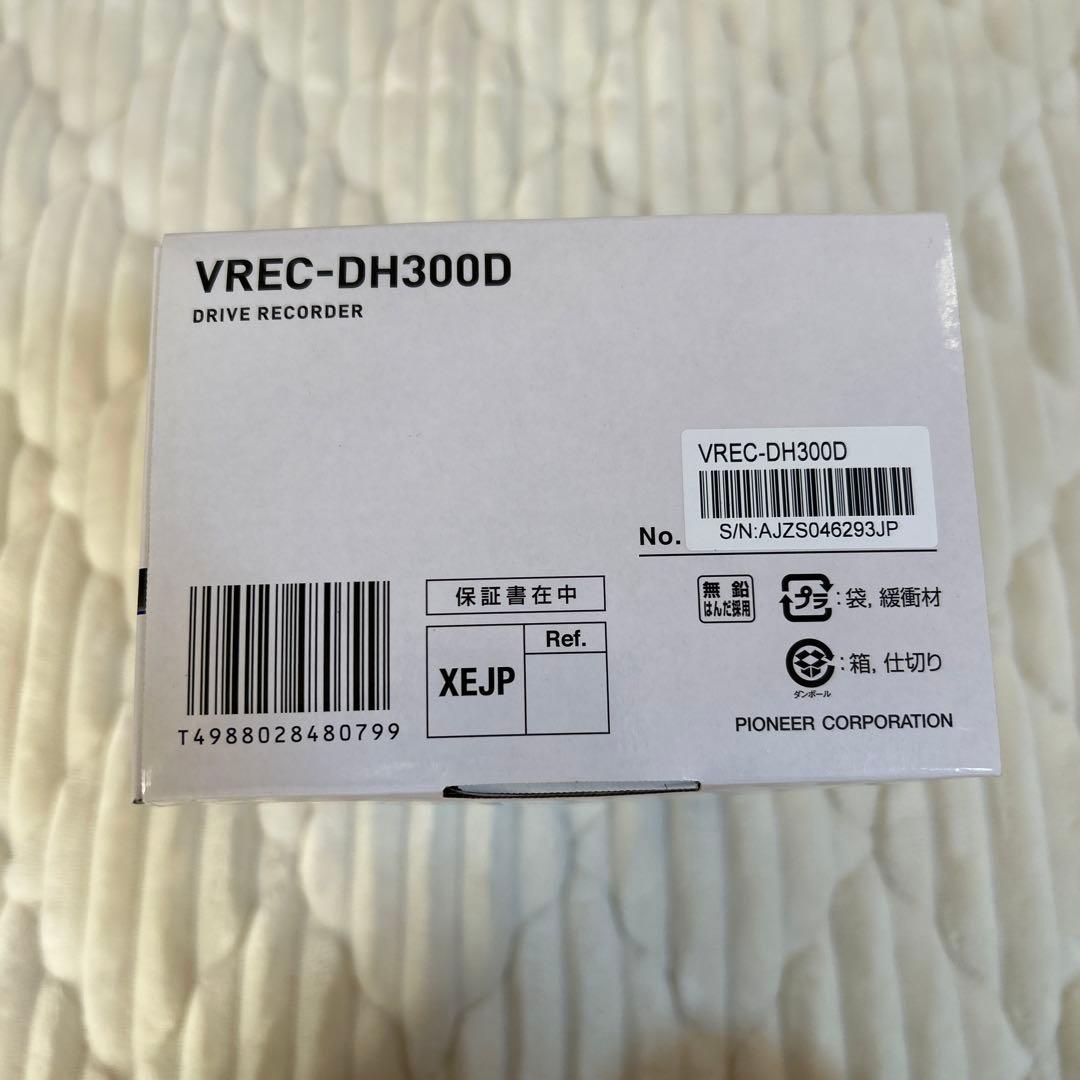 VREC-DH300D
DRIVE RECORDER
VREC-DH300D
S/N:AJZS046293JP
No.
保証書在中
Ref.
XEJP
T4988028480799
無鉛
はんだ採用
プラ
:袋, 緩衝材
:箱, 仕切り
ダンボール
PIONEER CORPORATION